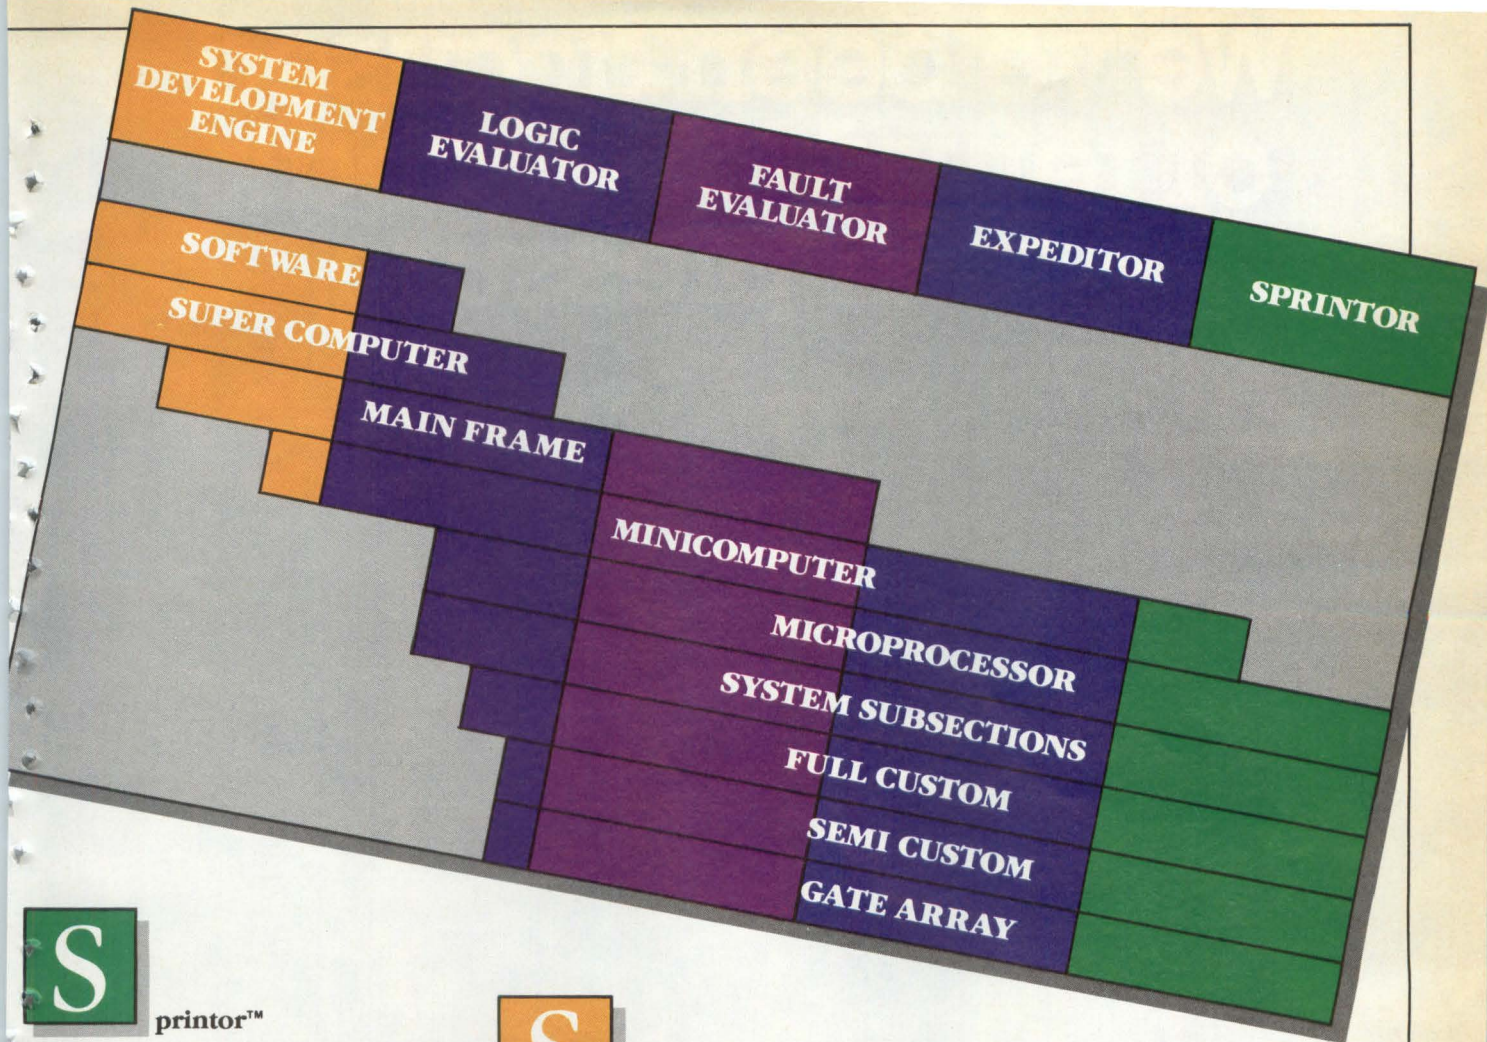 SYSTEM
DEVELOPMENT
ENGINE
LOGIC
EVALUATOR
FAULT
EVALUATOR
EXPEDITOR
SPRINTOR
SOFTWARE
SUPER COMPUTER
MAIN FRAME
MINICOMPUTER
MICROPROCESSOR
SYSTEM SUBSECTIONS
FULL CUSTOM
SEMI CUSTOM
GATE ARRAY
Sprintor™
S